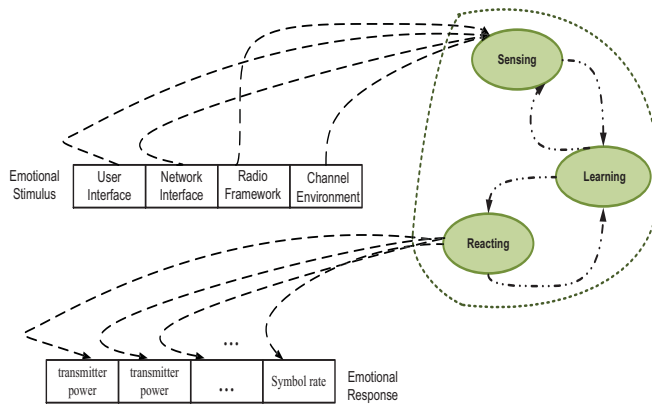 Sensing
Emotional
Stimulus
User
Interface
Network
Interface
Radio
Framework
Channel
Environment
Learning
Reacting
...
transmitter
power
transmitter
power
...
Symbol rate
Emotional
Response